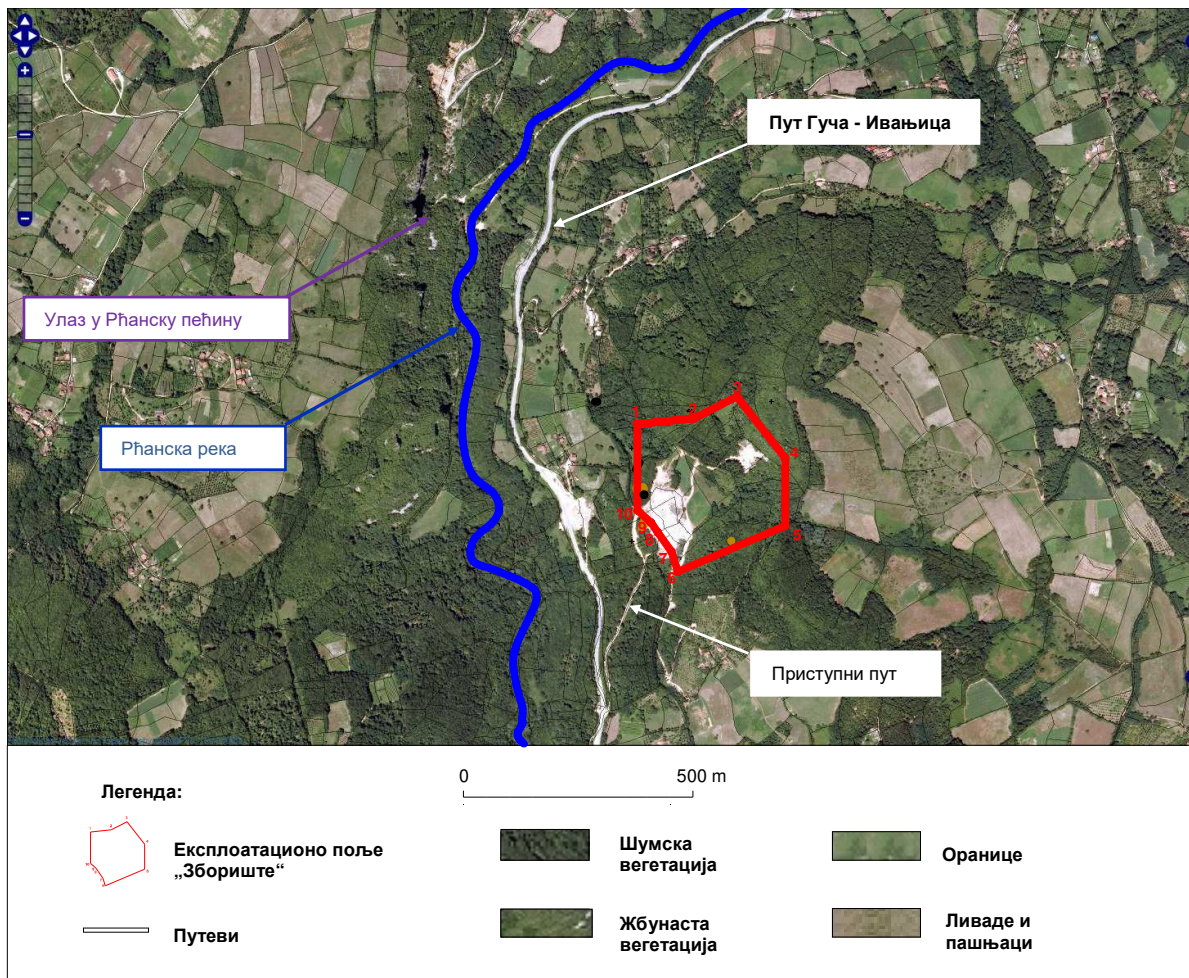 Пут Гуча - Ивањица
Улаз у Рћанску пећину
Рћанска река
1
2
3
4
5
6
7
8
9
10
Приступни пут
0
500 m
Легенда:
Експлоатационо поље
„Збориште“
Путеви
Шумска
вегетација
Жбунаста
вегетација
Оранице
Ливаде и
пашњаци